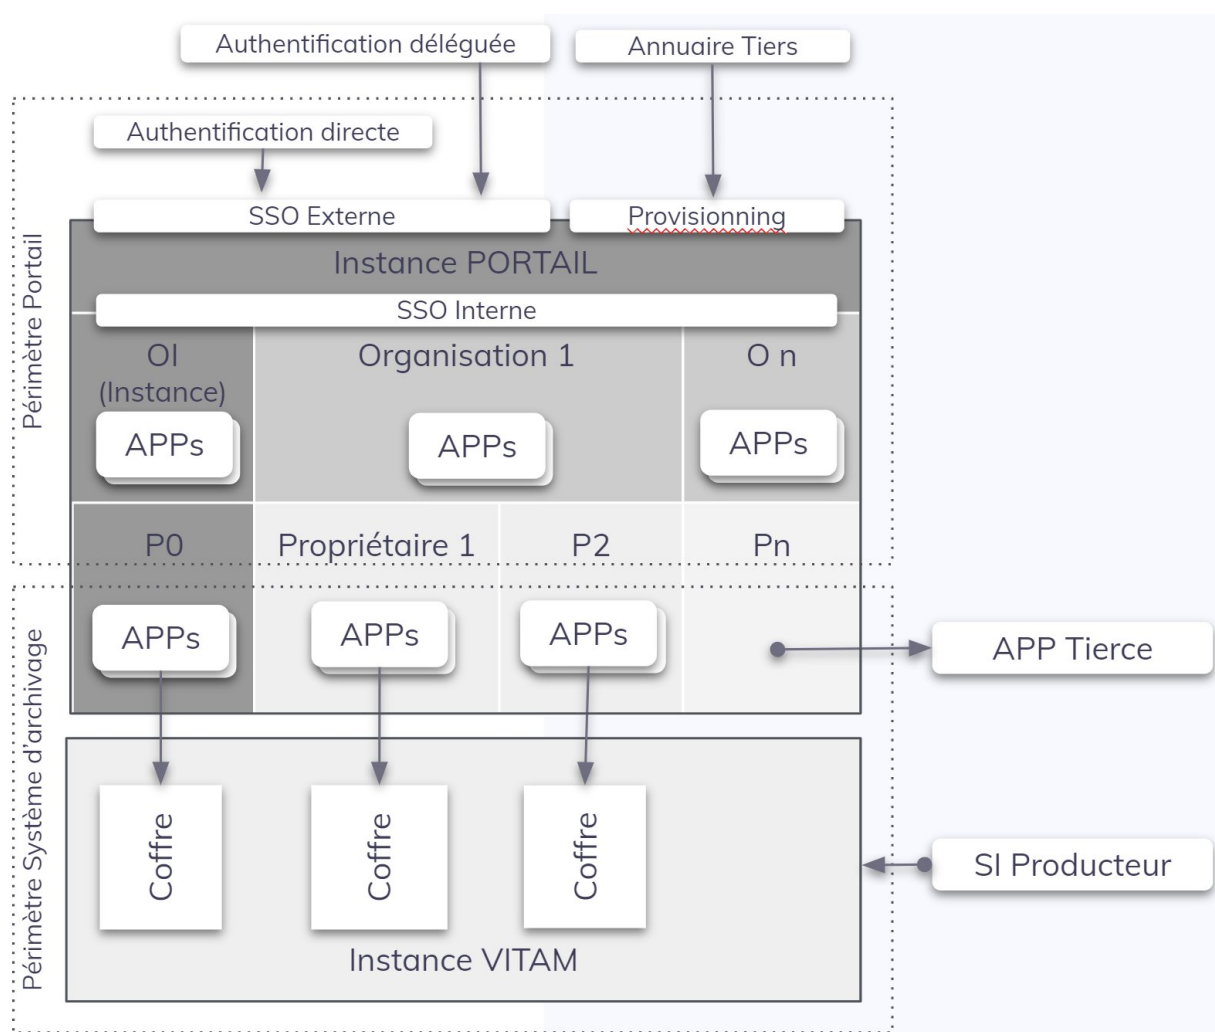 Authentification déléguée
Annuaire Tiers
Authentification directe
SSO Externe
Provisionning
Périmètre Portail
Instance PORTAIL
SSO Interne
OI
(Instance)
Organisation 1
O n
APPs
APPs
APPs
P0
Propriétaire 1
P2
Pn
Périmètre Système d'archivage
APPs
APPs
APPs
APP Tierce
Coffre
Coffre
Coffre
SI Producteur
Instance VITAM